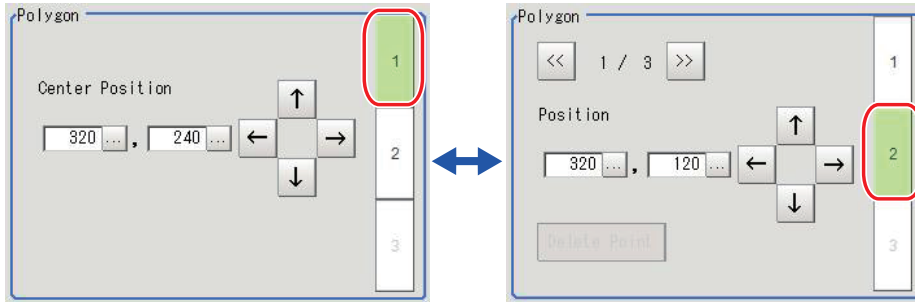 Polygon
1
Center Position
↑
320 ... , 240 ... ← →
2
↓
3
Polygon
<< 1 / 3 >>
1
Position
↑
320 ... , 120 ... ← →
2
↓
Delete Point
3